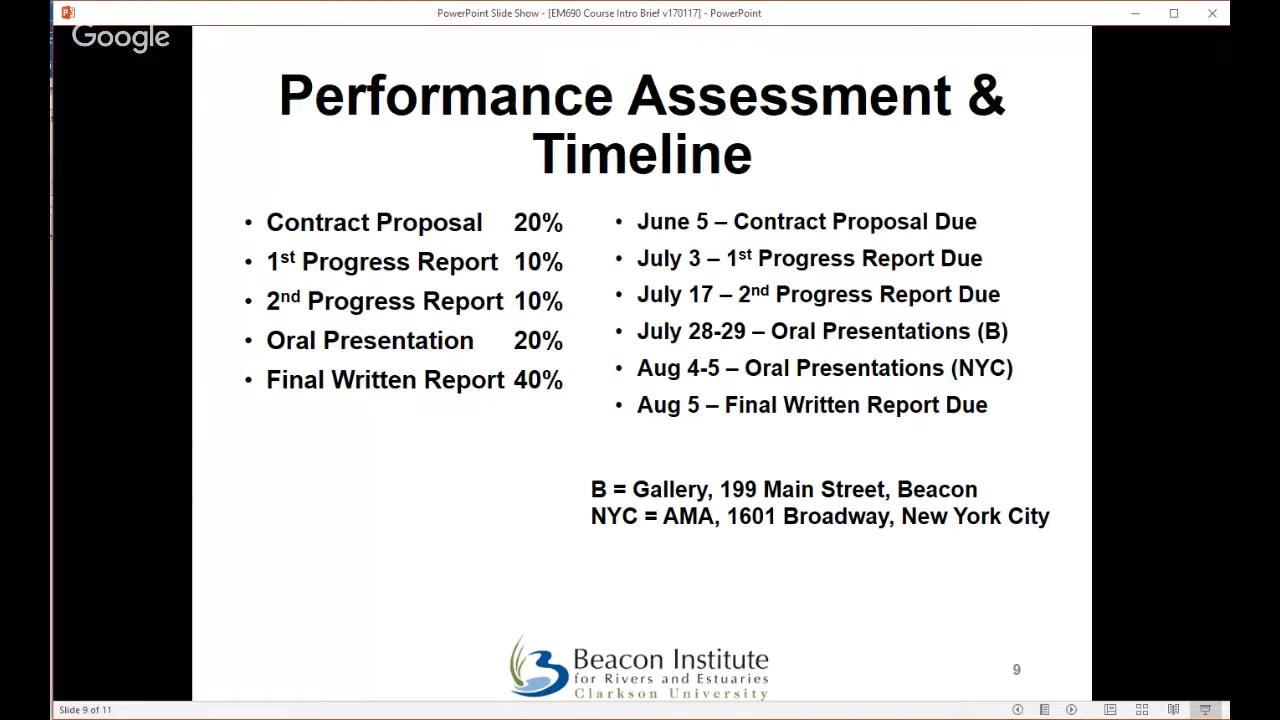 PowerPoint Slide Show - [EM690 Course Intro Brief v170117] - PowerPoint
Google
Performance Assessment &
Timeline
• Contract Proposal 20%
• 1st Progress Report 10%
• 2nd Progress Report 10%
• Oral Presentation 20%
• Final Written Report 40%
• June 5 – Contract Proposal Due
• July 3 – 1st Progress Report Due
• July 17 – 2nd Progress Report Due
• July 28-29 – Oral Presentations (B)
• Aug 4-5 – Oral Presentations (NYC)
• Aug 5 – Final Written Report Due
B = Gallery, 199 Main Street, Beacon
NYC = AMA, 1601 Broadway, New York City
Beacon Institute
for Rivers and Estuaries
Clarkson University
9
Slide 9 of 11